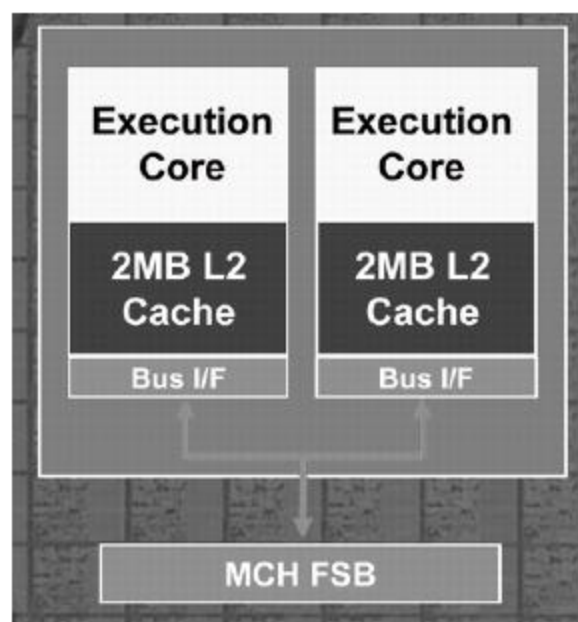 Execution
Core
Execution
Core
2MB L2
Cache
2MB L2
Cache
Bus I/F
Bus I/F
MCH FSB